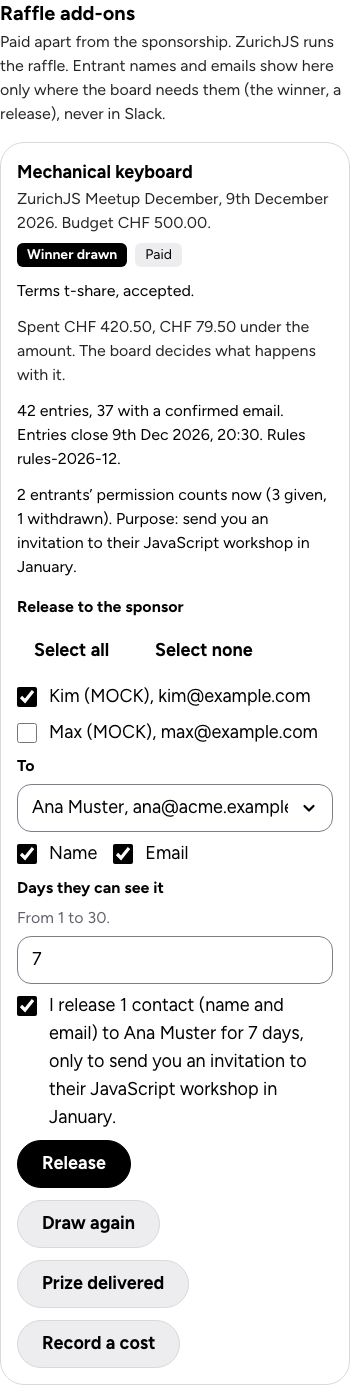 Raffle add-ons
Paid apart from the sponsorship. ZurichJS runs
the raffle. Entrant names and emails show here
only where the board needs them (the winner, a
release), never in Slack.
Mechanical keyboard
ZurichJS Meetup December, 9th December
2026. Budget CHF 500.00.
Winner drawn Paid
Terms t-share, accepted.
Spent CHF 420.50, CHF 79.50 under the
amount. The board decides what happens
with it.
42 entries, 37 with a confirmed email.
Entries close 9th Dec 2026, 20:30. Rules
rules-2026-12.
2 entrants’ permission counts now (3 given,
1 withdrawn). Purpose: send you an
invitation to their JavaScript workshop in
January.
Release to the sponsor
Select all Select none
Kim (MOCK), kim@example.com
Max (MOCK), max@example.com
To
Ana Muster, ana@acme.example
Name Email
Days they can see it
From 1 to 30.
7
I release 1 contact (name and
email) to Ana Muster for 7 days,
only to send you an invitation to
their JavaScript workshop in
January.
Release
Draw again
Prize delivered
Record a cost